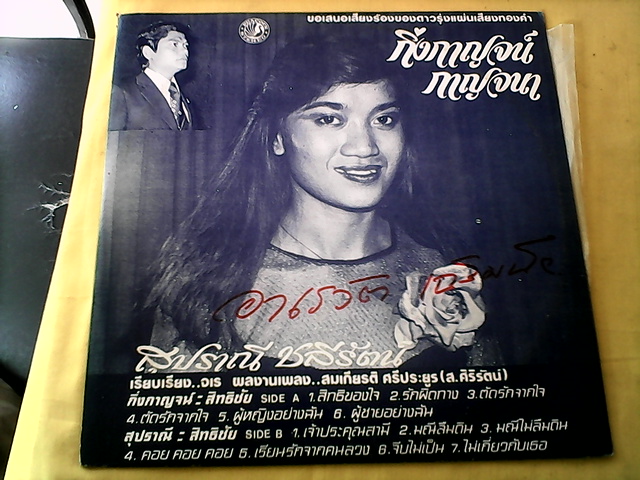 ขอเสนอเสียงร้องของดาวรุ่งแผ่นเสียงทองคำ
กิ่งกาญจน์
กาญจนา
สุปราณี ชลีรัตน์
เรียบเรียง..จเร ผลงานเพลง..สมเกียรติ ศรีประยูร (ส.ศิริรัตน์)
กิ่งกาญจน์ - สิทธิชัย SIDE A 1.สิทธิของใจ 2.รักผิดทาง 3.ตัดรักจากใจ
4.ตัดรักจากใจ 5. ผู้หญิงอย่างฉัน 6. ผู้ชายอย่างฉัน
สุปราณี - สิทธิชัย SIDE B 1.เจ้าประคุณสามี 2.มณีลืมดิน 3. มณีไม่ลืมดิน
4. คอย คอย คอย 5.เรียนรักจากคนลวง 6.จีบไม่เป็น 7.ไม่เกี่ยวกับเธอ